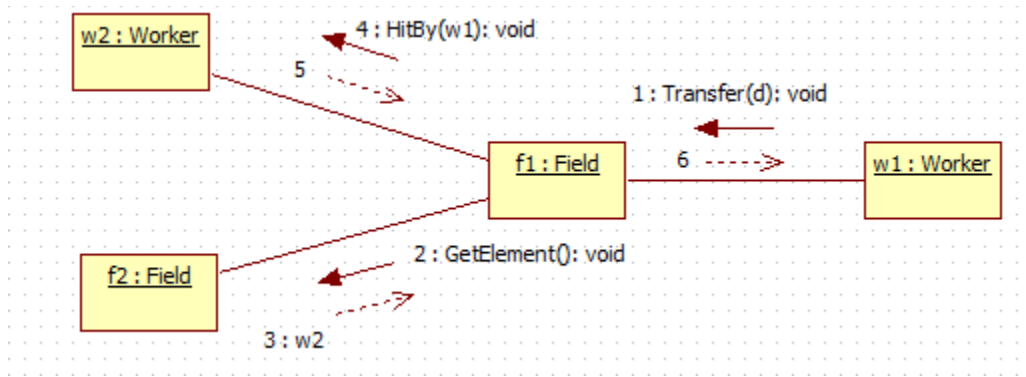 w2 : Worker
4 : HitBy(w1): void
5
1 : Transfer(d): void
f1 : Field
6
w1 : Worker
2 : GetElement(): void
f2 : Field
3 : w2